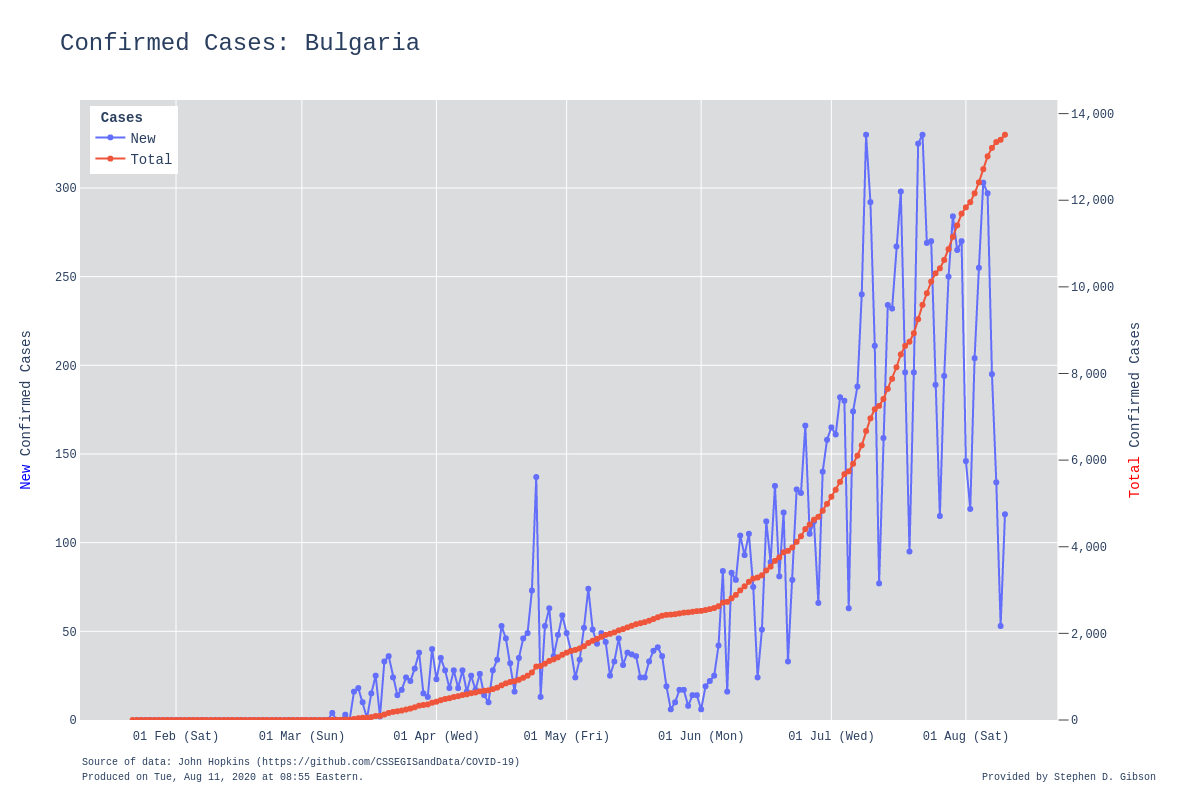 Confirmed Cases: Bulgaria
Cases
New
Total
300
250
200
150
100
50
0
New Confirmed Cases
14,000
12,000
10,000
8,000
6,000
4,000
2,000
0
Total Confirmed Cases
01 Feb (Sat) 01 Mar (Sun) 01 Apr (Wed) 01 May (Fri) 01 Jun (Mon) 01 Jul (Wed) 01 Aug (Sat)
Source of data: John Hopkins (https://github.com/CSSEGISandData/COVID-19)
Produced on Tue, Aug 11, 2020 at 08:55 Eastern.
Provided by Stephen D. Gibson